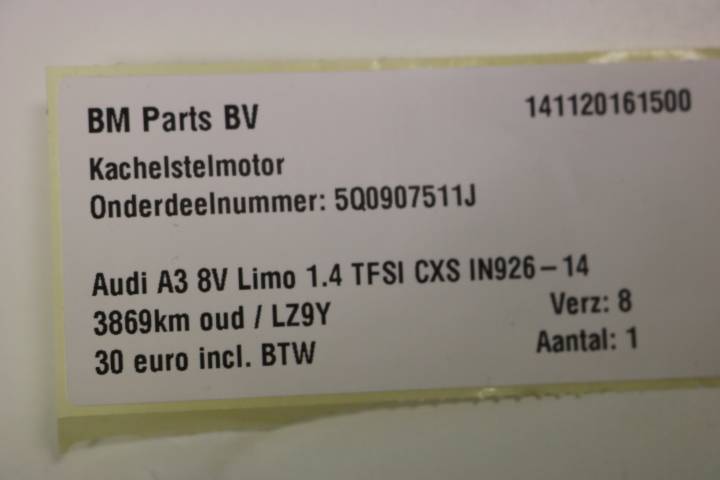 BM Parts BV 141120161500
Kachelstelmotor
Onderdeelnummer: 5Q0907511J
Audi A3 8V Limo 1.4 TFSI CXS IN926-14
3869km oud / LZ9Y Verz: 8
30 euro incl. BTW Aantal: 1